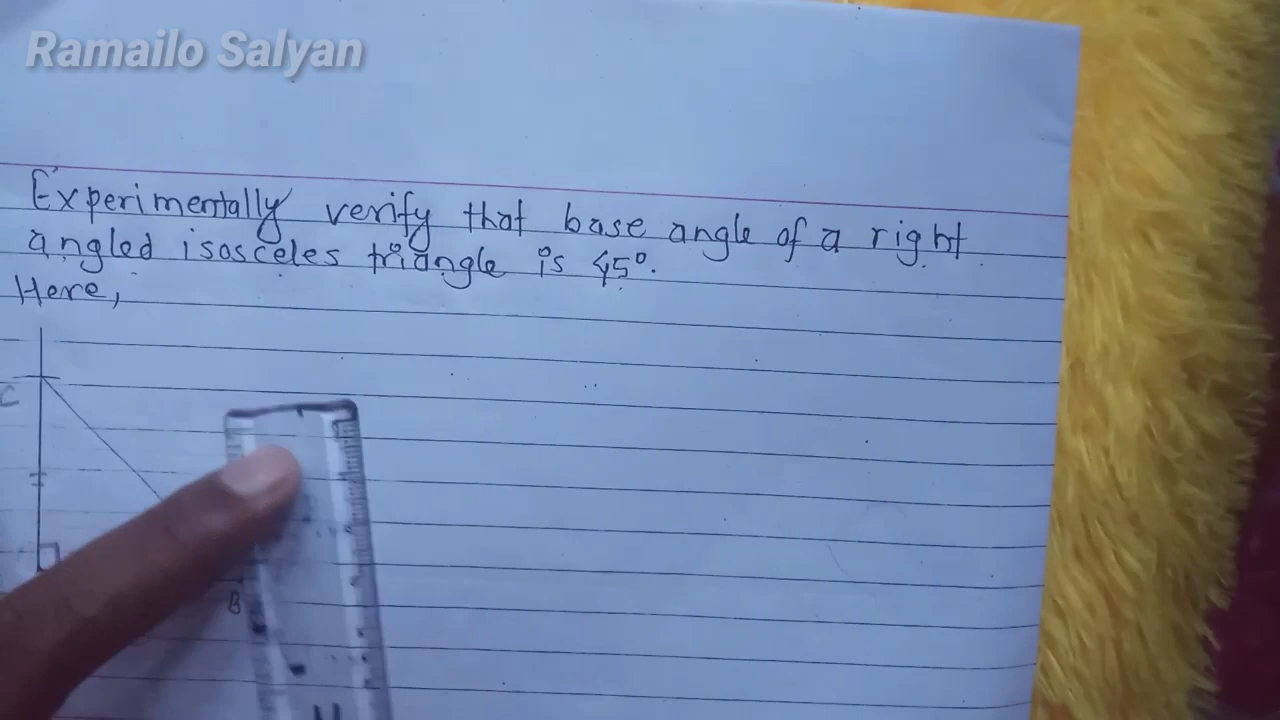 Ramailo Salyan
Experimentally verify that base angle of a right
angled isosceles triangle is 45°.
Here,
C
B